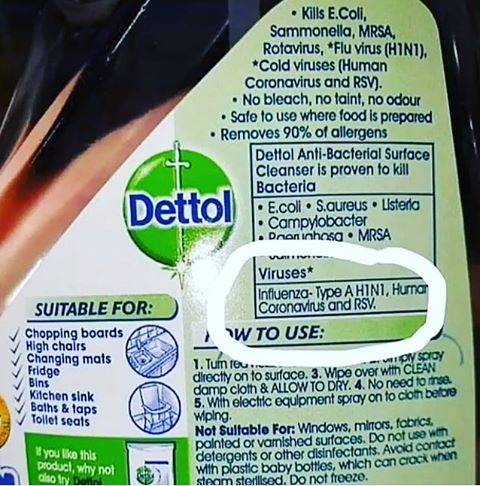 • Kills E.Coli,
Sammonella, MRSA,
Rotavirus, *Flu virus (H1N1),
*Cold viruses (Human
Coronavirus and RSV).
• No bleach, no taint, no odour
• Safe to use where food is prepared
• Removes 90% of allergens
Dettol Anti-Bacterial Surface
Cleanser is proven to kill
Bacteria
• E.coli • S.aureus • Listeria
• Campylobacter
• MRSA
Viruses*
Influenza- Type A H1N1, Human
Coronavirus and RSV.
Dettol
SUITABLE FOR:
Chopping boards
High chairs
Changing mats
Fridge
Bins
Kitchen sink
Baths & taps
Toilet seats
If you like this
product, why not
also try Dettol
HOW TO USE:
1. Turn simply spray
directly on to surface. 3. Wipe over with CLEAN
damp cloth & ALLOW TO DRY. 4. No need to rinse.
5. With electric equipment spray on to cloth before
wiping.
Not Suitable For: Windows, mirrors, fabrics,
painted or varnished surfaces. Do not use with
detergents or other disinfectants. Avoid contact
with plastic baby bottles, which can crack when
steam sterilised. Do not freeze.